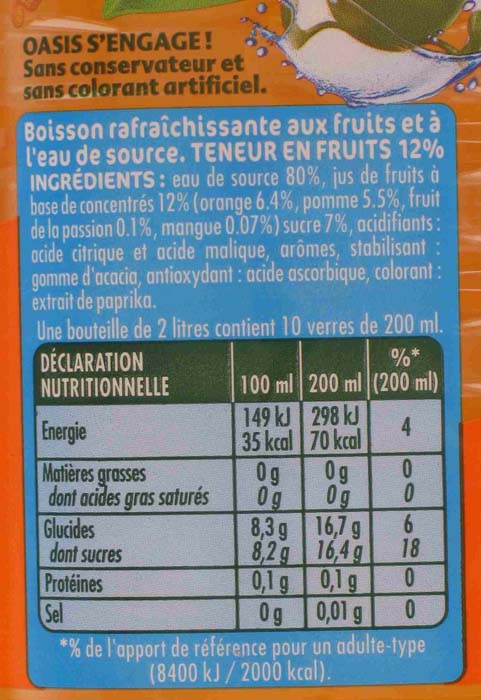 OASIS S'ENGAGE!
Sans conservateur et
sans colorant artificiel.
Boisson rafraîchissante aux fruits et à
l'eau de source. TENEUR EN FRUITS 12%
INGRÉDIENTS : eau de source 80%, jus de fruits à
base de concentrés 12% (orange 6.4%, pomme 5.5%, fruit
de la passion 0.1%, mangue 0.07%) sucre 7%, acidifiants :
acide citrique et acide malique, arômes, stabilisant :
gomme d'acacia, antioxydant : acide ascorbique, colorant :
extrait de paprika.
Une bouteille de 2 litres contient 10 verres de 200 ml.
DÉCLARATION
NUTRITIONNELLE 100 ml 200 ml %* (200 ml)
Energie 149 kJ 298 kJ 4
35 kcal 70 kcal
Matières grasses 0 g 0 g 0
dont acides gras saturés 0 g 0 g 0
Glucides 8,3 g 16,7 g 6
dont sucres 8,2 g 16,4 g 18
Protéines 0,1 g 0,1 g 0
Sel 0 g 0,01 g 0
*% de l'apport de référence pour un adulte-type
(8400 kJ / 2000 kcal).